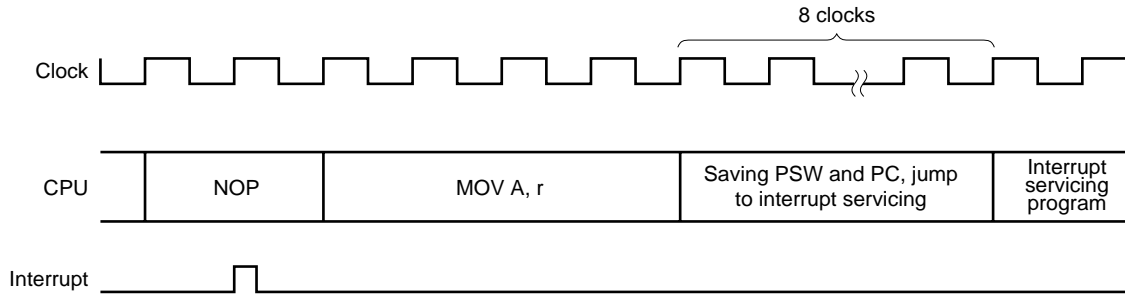 8 clocks
Clock
CPU
NOP
MOV A, r
Saving PSW and PC, jump
to interrupt servicing
Interrupt
servicing
program
Interrupt